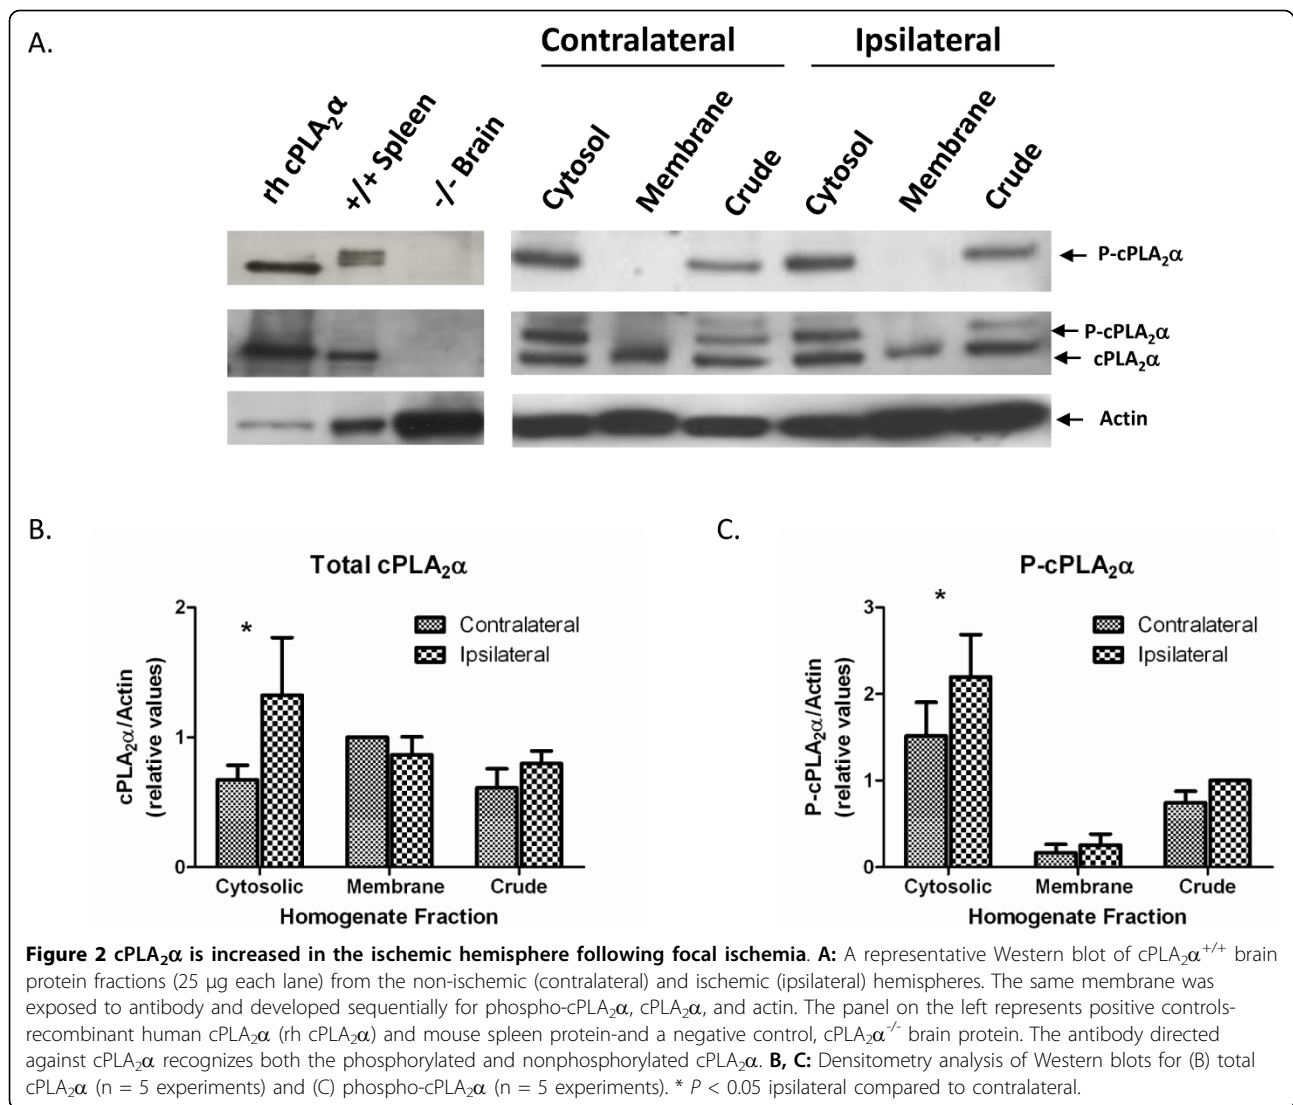 A.
Contralateral
Ipsilateral
rh cPLA₂α
+/+ Spleen
-/- Brain
Cytosol
Membrane
Crude
Cytosol
Membrane
Crude
P-cPLA₂α
P-cPLA₂α
cPLA₂α
Actin
B.
Total cPLA₂α
2
1
0
cPLA₂α/Actin
(relative values)
*
Contralateral
Ipsilateral
Cytosolic
Membrane
Crude
Homogenate Fraction
C.
P-cPLA₂α
3
2
1
0
P-cPLA₂α/Actin
(relative values)
*
Contralateral
Ipsilateral
Cytosolic
Membrane
Crude
Homogenate Fraction
Figure 2 cPLA₂α is increased in the ischemic hemisphere following focal ischemia. A: A representative Western blot of cPLA₂α⁺/⁺ brain
protein fractions (25 μg each lane) from the non-ischemic (contralateral) and ischemic (ipsilateral) hemispheres. The same membrane was
exposed to antibody and developed sequentially for phospho-cPLA₂α, cPLA₂α, and actin. The panel on the left represents positive controls-
recombinant human cPLA₂α (rh cPLA₂α) and mouse spleen protein-and a negative control, cPLA₂α⁻/⁻ brain protein. The antibody directed
against cPLA₂α recognizes both the phosphorylated and nonphosphorylated cPLA₂α. B, C: Densitometry analysis of Western blots for (B) total
cPLA₂α (n = 5 experiments) and (C) phospho-cPLA₂α (n = 5 experiments). * P < 0.05 ipsilateral compared to contralateral.